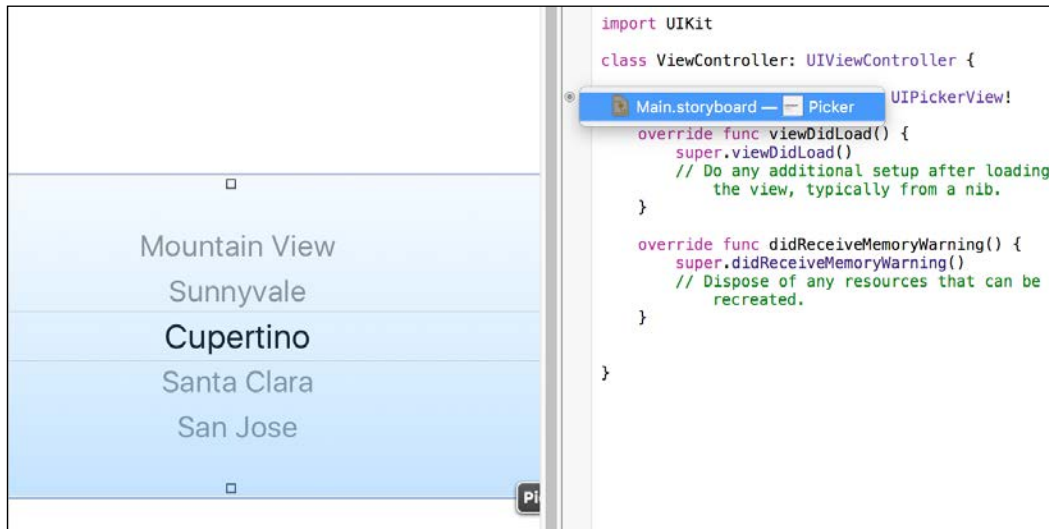 Mountain View
Sunnyvale
Cupertino
Santa Clara
San Jose
import UIKit
class ViewController: UIViewController {
Main.storyboard — Picker
UIPickerView!
override func viewDidLoad() {
super.viewDidLoad()
// Do any additional setup after loading
the view, typically from a nib.
}
override func didReceiveMemoryWarning() {
super.didReceiveMemoryWarning()
// Dispose of any resources that can be
recreated.
}
}